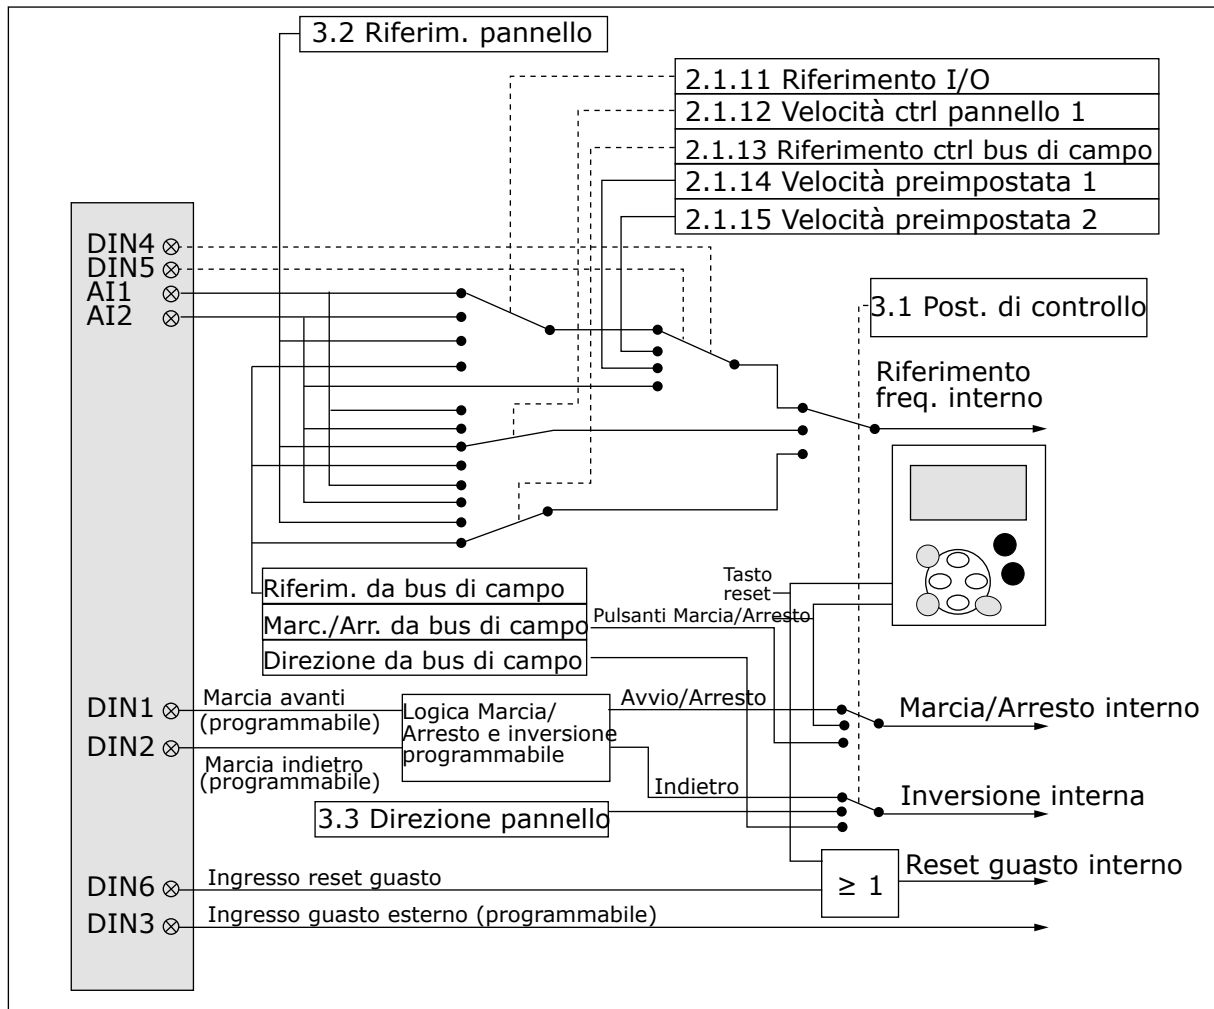 3.2 Riferim. pannello
2.1.11 Riferimento I/O
2.1.12 Velocità ctrl pannello 1
2.1.13 Riferimento ctrl bus di campo
2.1.14 Velocità preimpostata 1
2.1.15 Velocità preimpostata 2
DIN4
DIN5
AI1
AI2
3.1 Post. di controllo
Riferimento
freq. interno
Riferim. da bus di campo
Marc./Arr. da bus di campo
Direzione da bus di campo
Tasto
reset
Pulsanti Marcia/Arresto
DIN1
Marcia avanti
(programmabile)
DIN2
Marcia indietro
(programmabile)
Logica Marcia/
Arresto e inversione
programmabile
Avvio/Arresto
Indietro
Marcia/Arresto interno
3.3 Direzione pannello
Inversione interna
DIN6
Ingresso reset guasto
≥ 1
Reset guasto interno
DIN3
Ingresso guasto esterno (programmabile)